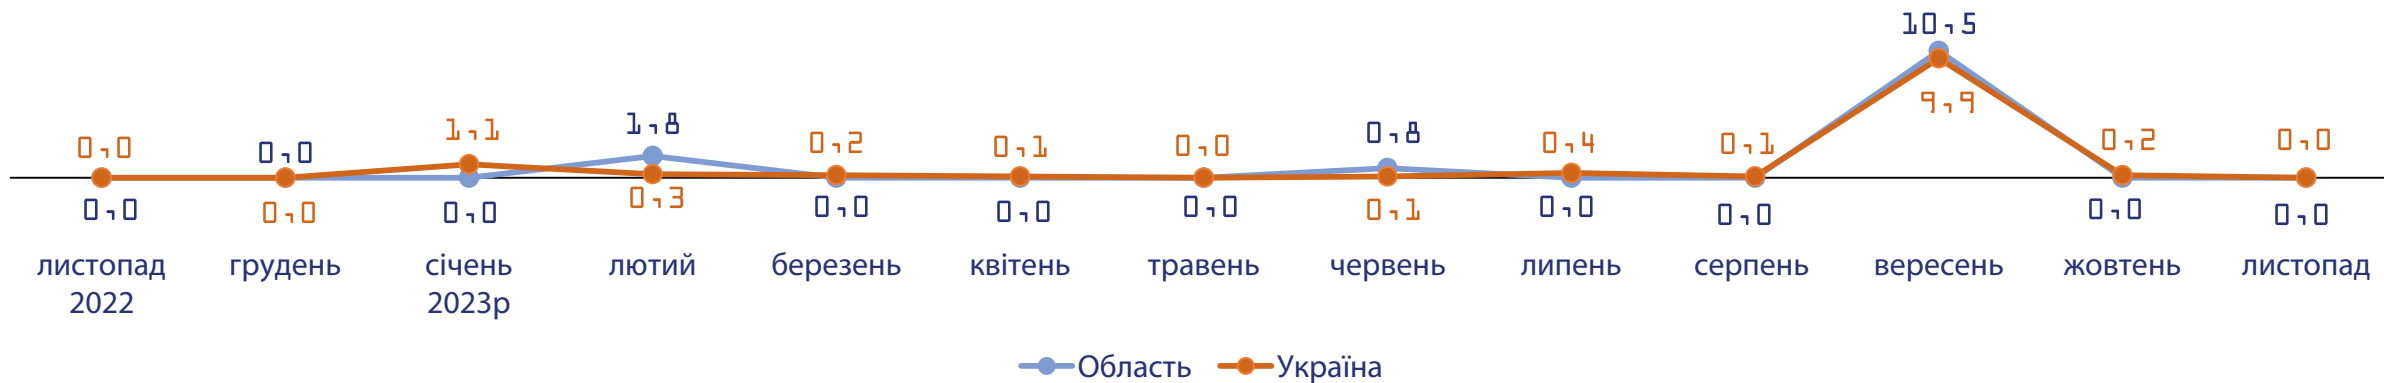 10,5
9,9
0,0
0,0
1,1
1,8
0,2
0,1
0,0
0,8
0,4
0,1
0,2
0,0
0,0
0,0
0,0
0,3
0,0
0,0
0,0
0,1
0,0
0,0
0,0
0,0
листопад 2022
грудень
січень 2023р
лютий
березень
квітень
травень
червень
липень
серпень
вересень
жовтень
листопад
Область
Україна